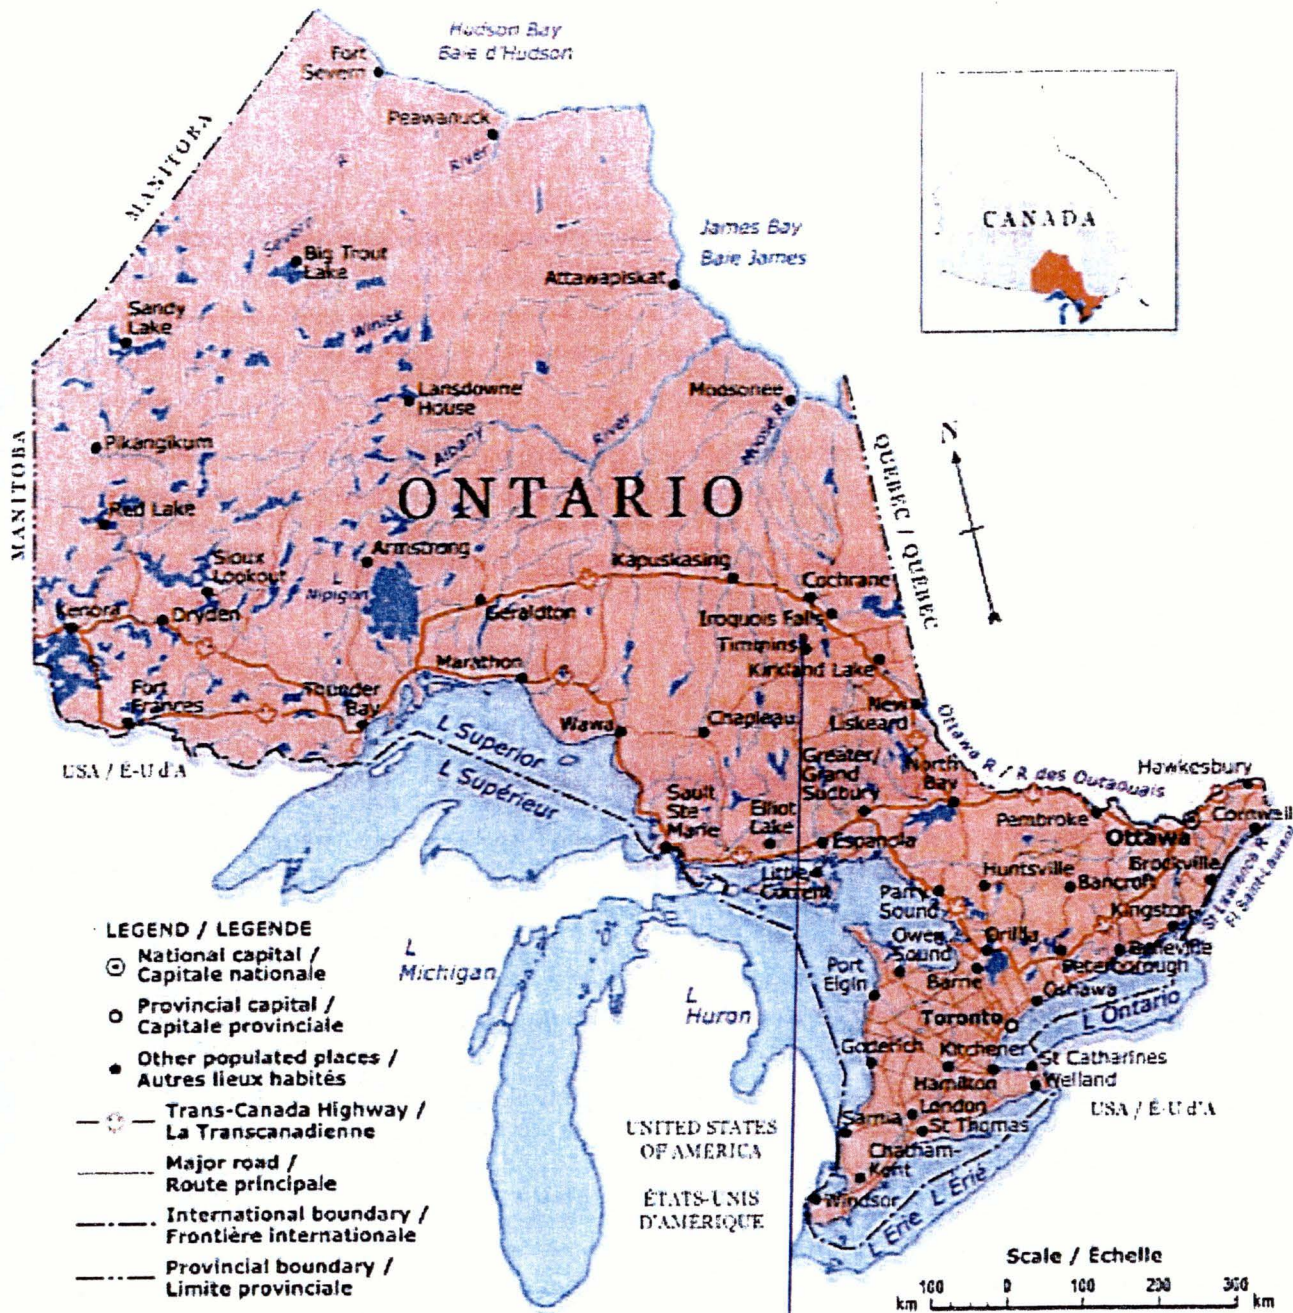 Hudson Bay
Baie d'Hudson
Fort
Severn
Peawanuck
River
MANITOBA
CANADA
Severn
Big Trout
Lake
James Bay
Baie James
Attawapiskat
Sandy
Lake
Winisk
Lansdowne
House
Moosonee
MANITOBA
Pikangikum
Albany
River
Moose R
N
QUEBEC / QUÉBEC
ONTARIO
Red Lake
Armstrong
Sioux
Lookout
L
Nipigon
Kapuskasing
Cochrane
Kenora
Dryden
Geraldton
Iroquois Falls
Timmins
Kirkland Lake
Marathon
Fort
Frances
Thunder
Bay
Wawa
Chapleau
New
Liskeard
USA / É-U d'A
L Superior
L Supérieur
Greater/
Grand
Sudbury
North
Bay
Ottawa R / R des Outaouais
Hawkesbury
Sault
Ste
Marie
Elliot
Lake
Espanola
Pembroke
Ottawa
Cornwall
Little
Current
Parry
Sound
Huntsville
Bancroft
Brockville
St Lawrence R
Fl Saint-Laurent
Kingston
Owen
Sound
Orillia
Belleville
Peterborough
Port
Elgin
Barrie
Oshawa
L
Michigan
L
Huron
Toronto
L Ontario
Goderich
Kitchener
St Catharines
Hamilton
Welland
London
Sarnia
St Thomas
USA / É-U d'A
UNITED STATES
OF AMERICA
Chatham-
Kent
ÉTATS-UNIS
D'AMÉRIQUE
Windsor
L Érié
L Erie
LEGEND / LEGENDE
National capital /
Capitale nationale
Provincial capital /
Capitale provinciale
Other populated places /
Autres lieux habités
Trans-Canada Highway /
La Transcanadienne
Major road /
Route principale
International boundary /
Frontière internationale
Provincial boundary /
Limite provinciale
Scale / Échelle
100 0 100 200 300
km km